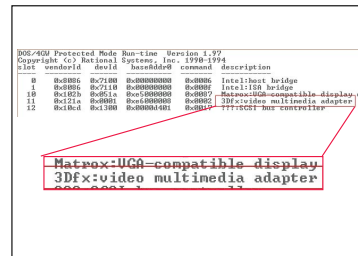 DOS/4GW Protected Mode Run-time Version 1.97
Copyright (c) Rational Systems, Inc. 1990-1994
slot vendorId devId baseAddr0 command description
0 0x8086 0x7100 0x00000000 0x0006 Intel:host bridge
1 0x8086 0x7110 0x00000000 0x000f Intel:ISA bridge
10 0x102b 0x051a 0xe5000000 0x0087 Matrox:VGA-compatible display
11 0x121a 0x0001 0xe6000008 0x0002 3Dfx:video multimedia adapter
12 0x10cd 0x1300 0x0000d401 0x0017 ???:SCSI bus controller
Matrox:VGA-compatible display
3Dfx:video multimedia adapter